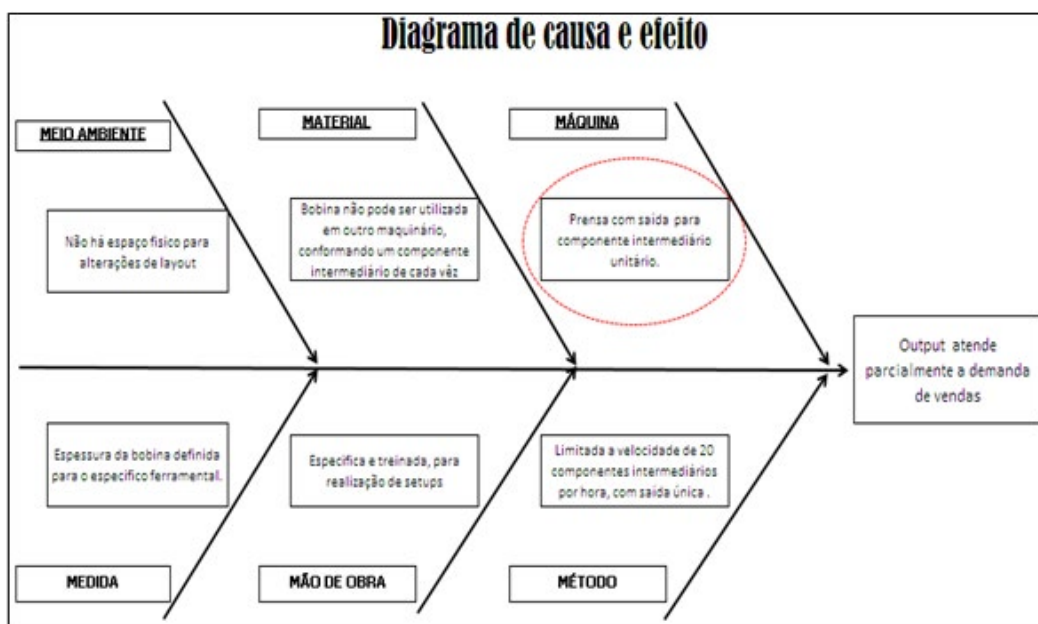 Diagrama de causa e efeito
MEIO AMBIENTE
MATERIAL
MÁQUINA
Não há espaço fisico para
alterações de layout
Bobina não pode ser utilizada
em outro maquinário,
conformando um componente
intermediário de cada vêz
Prensa com saida para
componente intermediário
unitário.
Output atende
parcialmente a demanda
de vendas
Espessura da bobina definida
para o específico ferramental.
Especifica e treinada, para
realização de setups
Limitada a velocidade de 20
componentes intermediários
por hora, com saída única .
MEDIDA
MÃO DE OBRA
MÉTODO